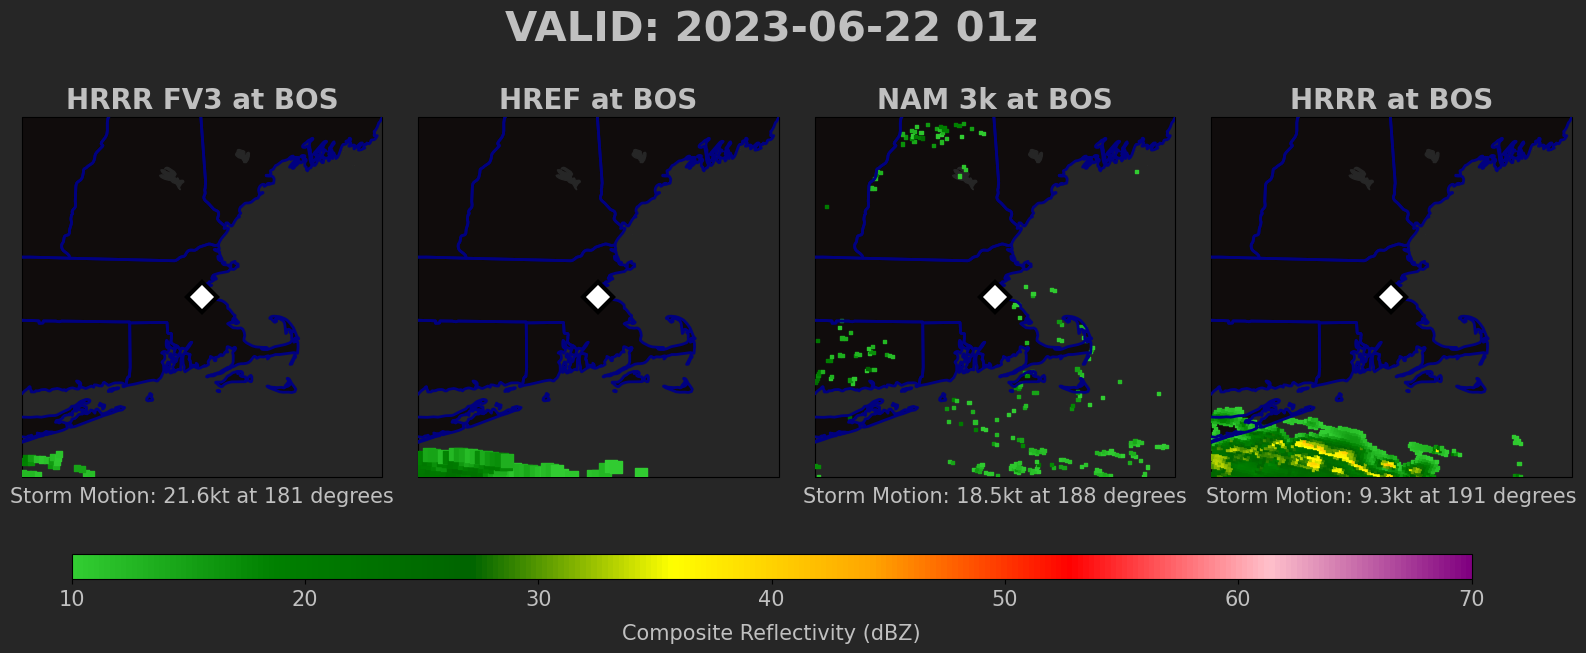 VALID: 2023-06-22 01z
HRRR FV3 at BOS
HREF at BOS
NAM 3k at BOS
HRRR at BOS
Storm Motion: 21.6kt at 181 degrees
Storm Motion: 18.5kt at 188 degrees
Storm Motion: 9.3kt at 191 degrees
10 20 30 40 50 60 70
Composite Reflectivity (dBZ)